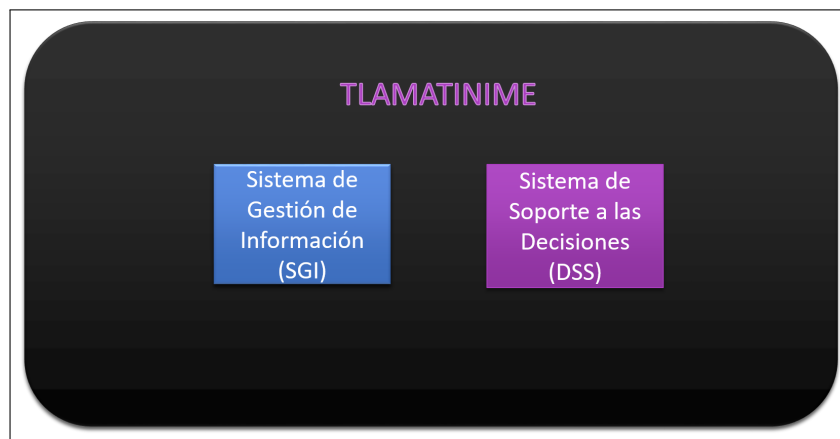 TLAMATINIME
Sistema de
Gestión de
Información
(SGI)
Sistema de
Soporte a las
Decisiones
(DSS)